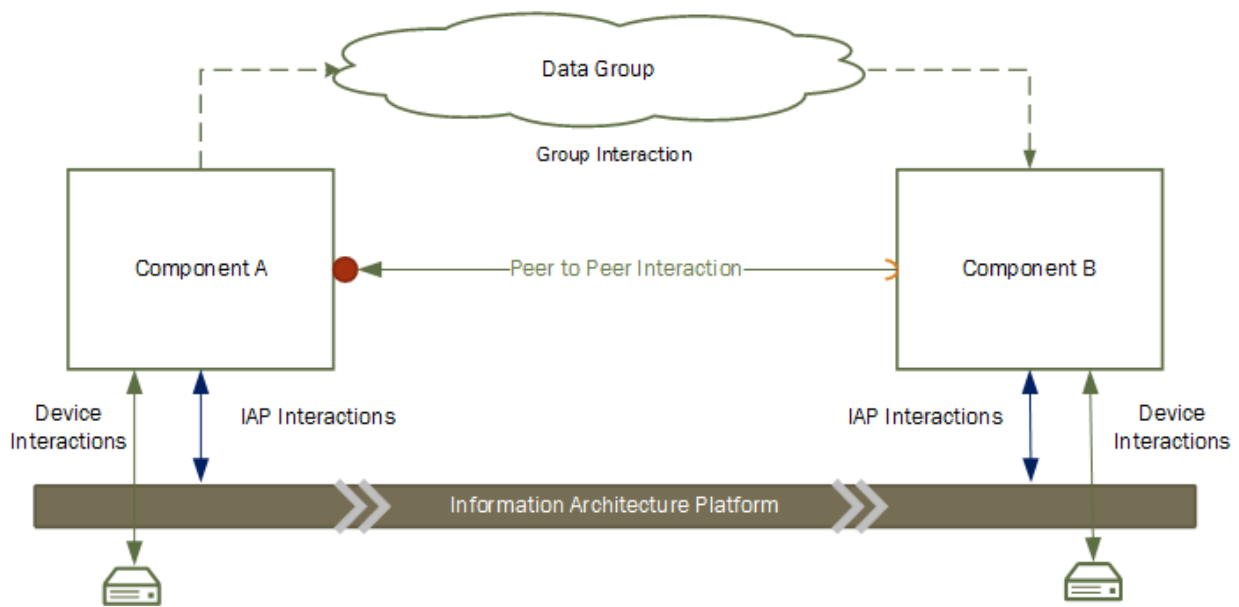 Data Group
Group Interaction
Component A
Peer to Peer Interaction
Component B
Device
Interactions
IAP Interactions
IAP Interactions
Device
Interactions
Information Architecture Platform